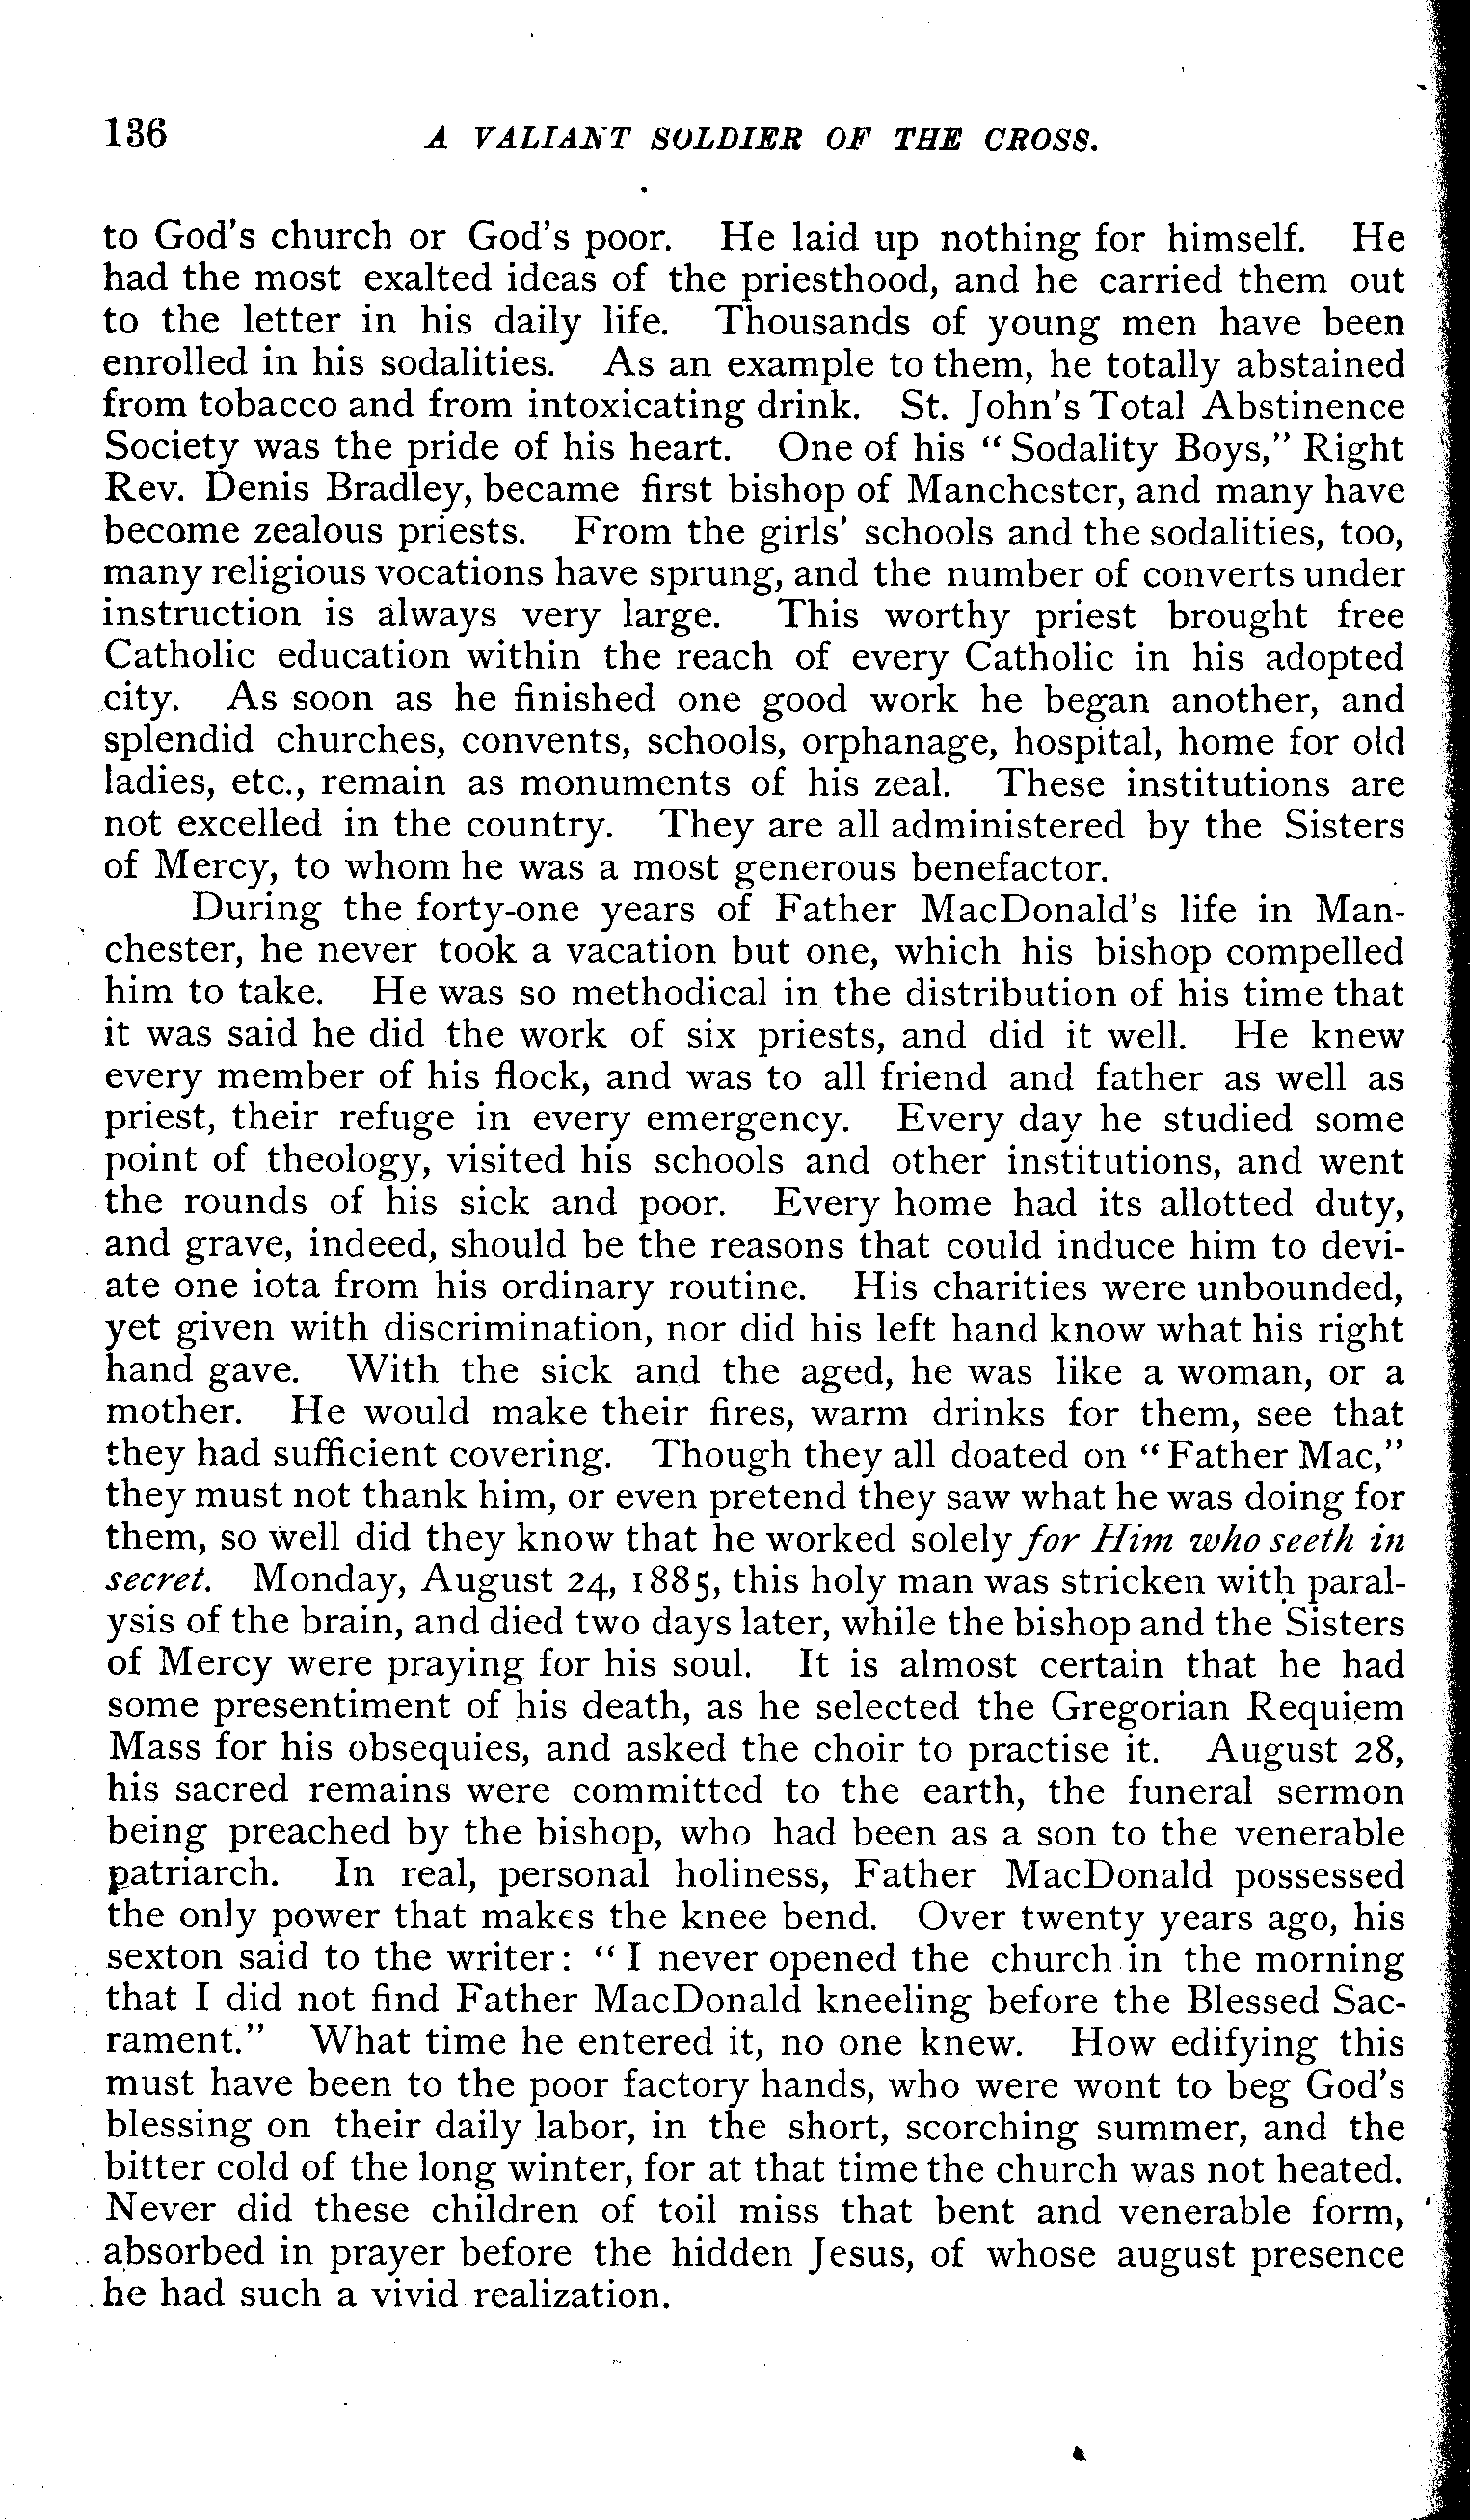 136 A VALIANT SOLDIER OF THE CROSS.
to God's church or God's poor. He laid up nothing for himself. He
had the most exalted ideas of the priesthood, and he carried them out
to the letter in his daily life. Thousands of young men have been
enrolled in his sodalities. As an example to them, he totally abstained
from tobacco and from intoxicating drink. St. John's Total Abstinence
Society was the pride of his heart. One of his "Sodality Boys," Right
Rev. Denis Bradley, became first bishop of Manchester, and many have
become zealous priests. From the girls' schools and the sodalities, too,
many religious vocations have sprung, and the number of converts under
instruction is always very large. This worthy priest brought free
Catholic education within the reach of every Catholic in his adopted
city. As soon as he finished one good work he began another, and
splendid churches, convents, schools, orphanage, hospital, home for old
ladies, etc., remain as monuments of his zeal. These institutions are
not excelled in the country. They are all administered by the Sisters
of Mercy, to whom he was a most generous benefactor.
During the forty-one years of Father MacDonald's life in Man-
chester, he never took a vacation but one, which his bishop compelled
him to take. He was so methodical in the distribution of his time that
it was said he did the work of six priests, and did it well. He knew
every member of his flock, and was to all friend and father as well as
priest, their refuge in every emergency. Every day he studied some
point of theology, visited his schools and other institutions, and went
the rounds of his sick and poor. Every home had its allotted duty,
and grave, indeed, should be the reasons that could induce him to devi-
ate one iota from his ordinary routine. His charities were unbounded,
yet given with discrimination, nor did his left hand know what his right
hand gave. With the sick and the aged, he was like a woman, or a
mother. He would make their fires, warm drinks for them, see that
they had sufficient covering. Though they all doated on "Father Mac,"
they must not thank him, or even pretend they saw what he was doing for
them, so well did they know that he worked solely for Him who seeth in
secret. Monday, August 24, 1885, this holy man was stricken with paral-
ysis of the brain, and died two days later, while the bishop and the Sisters
of Mercy were praying for his soul. It is almost certain that he had
some presentiment of his death, as he selected the Gregorian Requiem
Mass for his obsequies, and asked the choir to practise it. August 28,
his sacred remains were committed to the earth, the funeral sermon
being preached by the bishop, who had been as a son to the venerable
patriarch. In real, personal holiness, Father MacDonald possessed
the only power that makes the knee bend. Over twenty years ago, his
sexton said to the writer: "I never opened the church in the morning
that I did not find Father MacDonald kneeling before the Blessed Sac-
rament." What time he entered it, no one knew. How edifying this
must have been to the poor factory hands, who were wont to beg God's
blessing on their daily labor, in the short, scorching summer, and the
bitter cold of the long winter, for at that time the church was not heated.
Never did these children of toil miss that bent and venerable form,
absorbed in prayer before the hidden Jesus, of whose august presence
he had such a vivid realization.